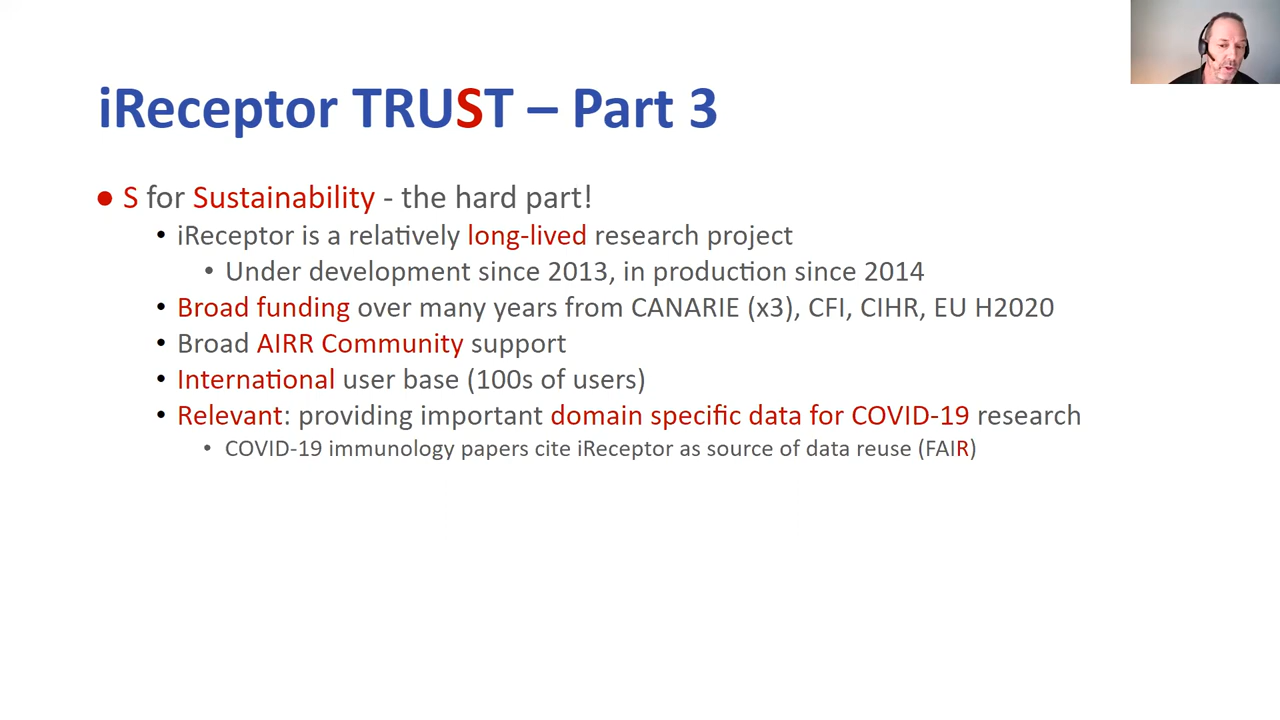 iReceptor TRUST – Part 3
● S for Sustainability - the hard part!
• iReceptor is a relatively long-lived research project
• Under development since 2013, in production since 2014
• Broad funding over many years from CANARIE (x3), CFI, CIHR, EU H2020
• Broad AIRR Community support
• International user base (100s of users)
• Relevant: providing important domain specific data for COVID-19 research
• COVID-19 immunology papers cite iReceptor as source of data reuse (FAIR)